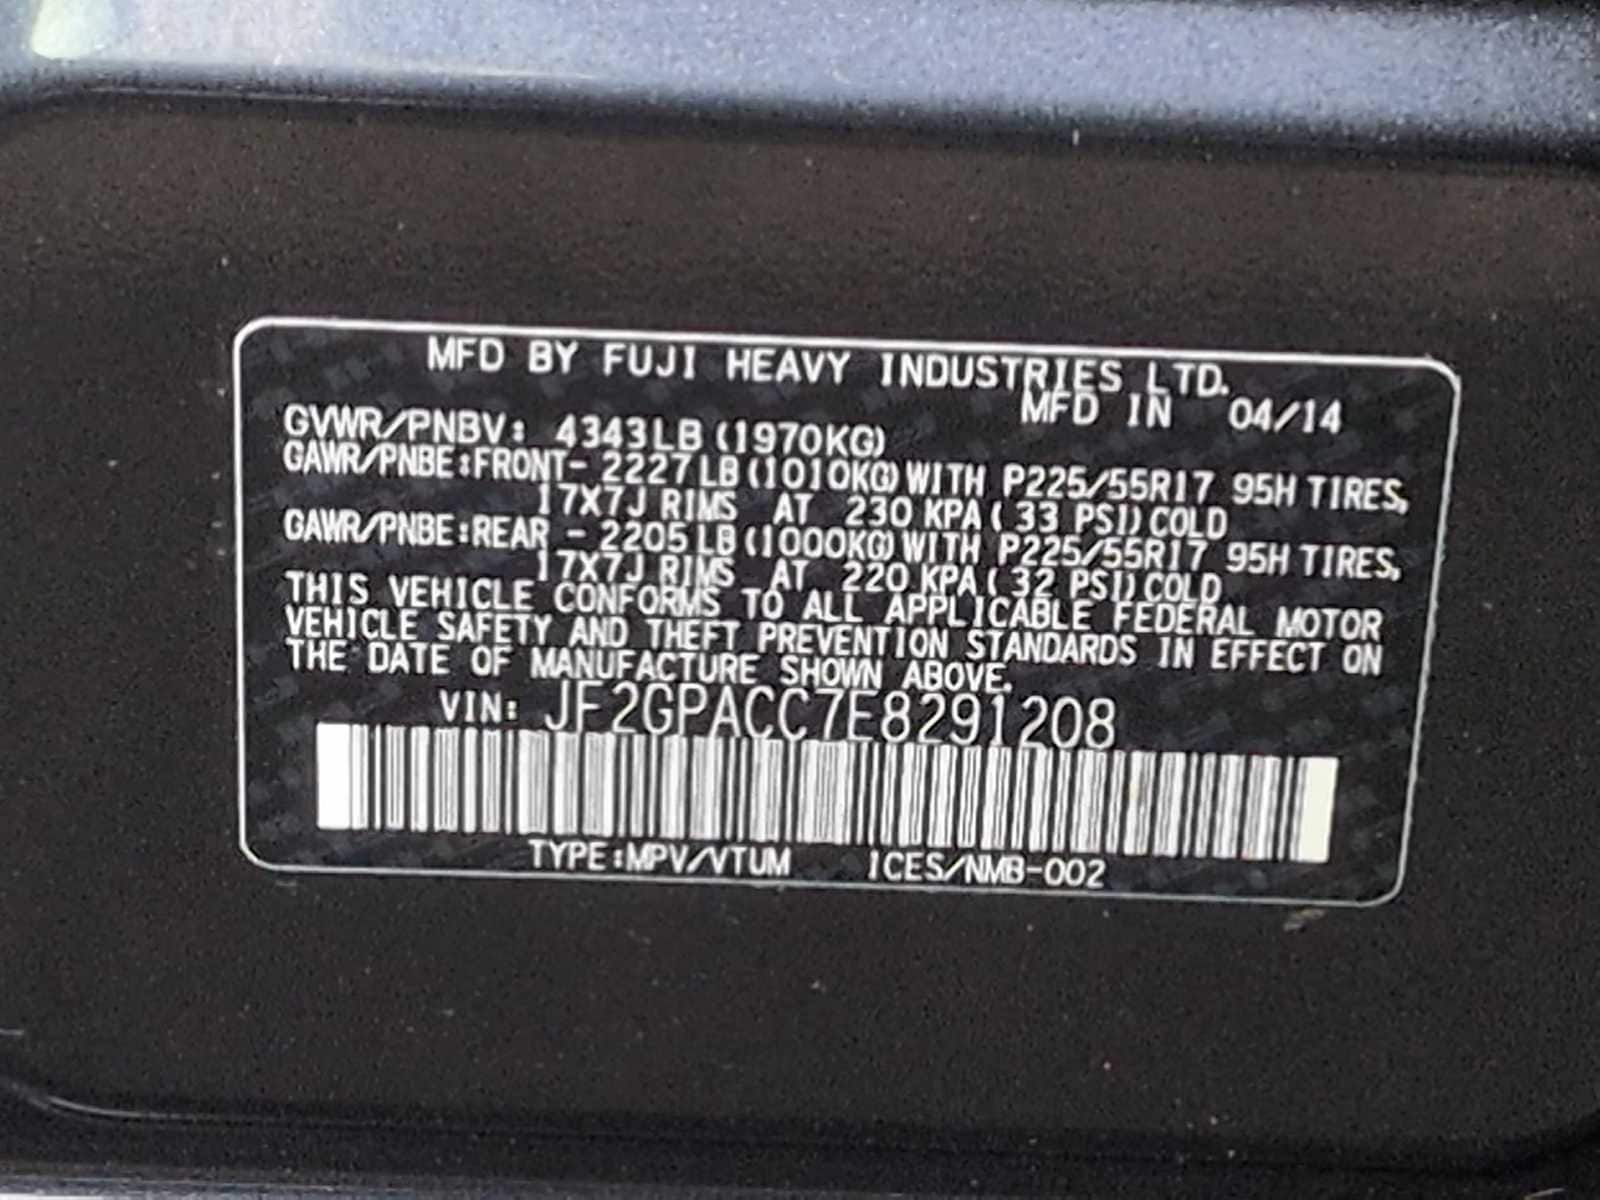 MFD BY FUJI HEAVY INDUSTRIES LTD.
MFD IN 04/14
GVWR/PNBV: 4343LB (1970KG)
GAWR/PNBE:FRONT- 2227LB(1010KG)WITH P225/55R17 95H TIRES,
17X7J RIMS AT 230 KPA( 33 PSI)COLD
GAWR/PNBE:REAR - 2205LB(1000KG)WITH P225/55R17 95H TIRES,
17X7J RIMS AT 220 KPA( 32 PSI)COLD
THIS VEHICLE CONFORMS TO ALL APPLICABLE FEDERAL MOTOR
VEHICLE SAFETY AND THEFT PREVENTION STANDARDS IN EFFECT ON
THE DATE OF MANUFACTURE SHOWN ABOVE.
VIN: JF2GPACC7E8291208
TYPE:MPV/VTUM ICES/NMB-002